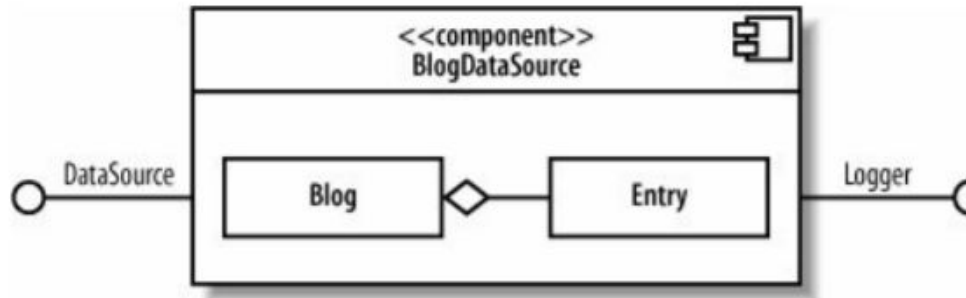 <<component>>
BlogDataSource
DataSource
Blog
Entry
Logger